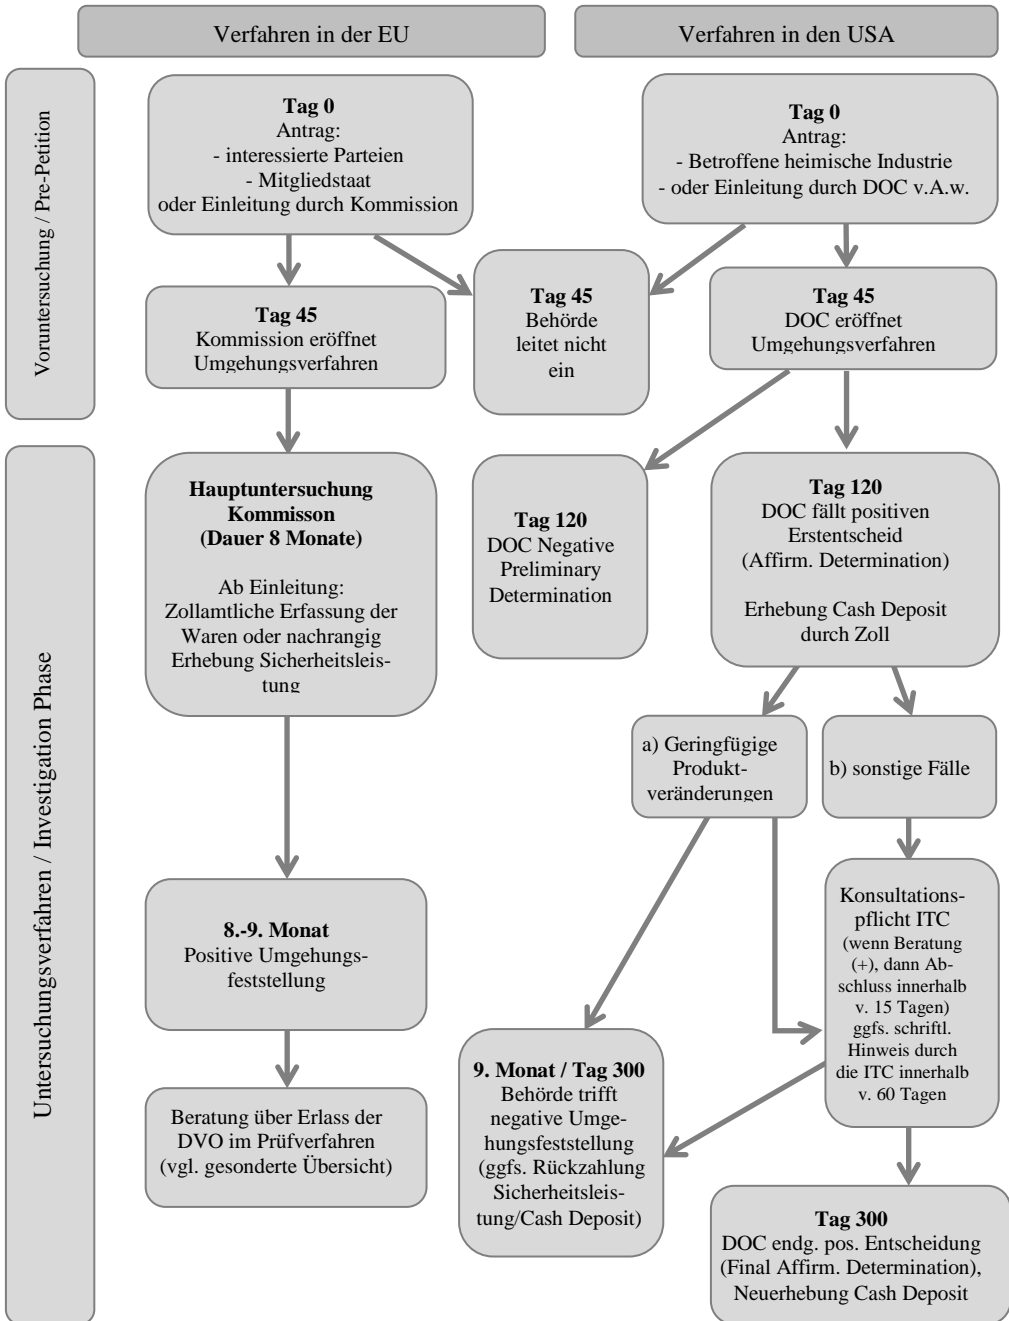 Verfahren in der EU
Verfahren in den USA
Voruntersuchung / Pre-Petition
Tag 0
Antrag:
- interessierte Parteien
- Mitgliedstaat
oder Einleitung durch Kommission
Tag 0
Antrag:
- Betroffene heimische Industrie
- oder Einleitung durch DOC v.A.w.
Tag 45
Kommission eröffnet
Umgehungsverfahren
Tag 45
Behörde
leitet nicht
ein
Tag 45
DOC eröffnet
Umgehungsverfahren
Untersuchungsverfahren / Investigation Phase
Hauptuntersuchung
Kommisson
(Dauer 8 Monate)
Ab Einleitung:
Zollamtliche Erfassung der
Waren oder nachrangig
Erhebung Sicherheitsleis-
tung
Tag 120
DOC Negative
Preliminary
Determination
Tag 120
DOC fällt positiven
Erstentscheid
(Affirm. Determination)
Erhebung Cash Deposit
durch Zoll
a) Geringfügige
Produkt-
veränderungen
b) sonstige Fälle
8.-9. Monat
Positive Umgehungs-
feststellung
Konsultations-
pflicht ITC
(wenn Beratung
(+), dann Ab-
schluss innerhalb
v. 15 Tagen)
ggfs. schriftl.
Hinweis durch
die ITC innerhalb
v. 60 Tagen
Beratung über Erlass der
DVO im Prüfverfahren
(vgl. gesonderte Übersicht)
9. Monat / Tag 300
Behörde trifft
negative Umge-
hungsfeststellung
(ggfs. Rückzahlung
Sicherheitsleis-
tung/Cash Deposit)
Tag 300
DOC endg. pos. Entscheidung
(Final Affirm. Determination),
Neuerhebung Cash Deposit